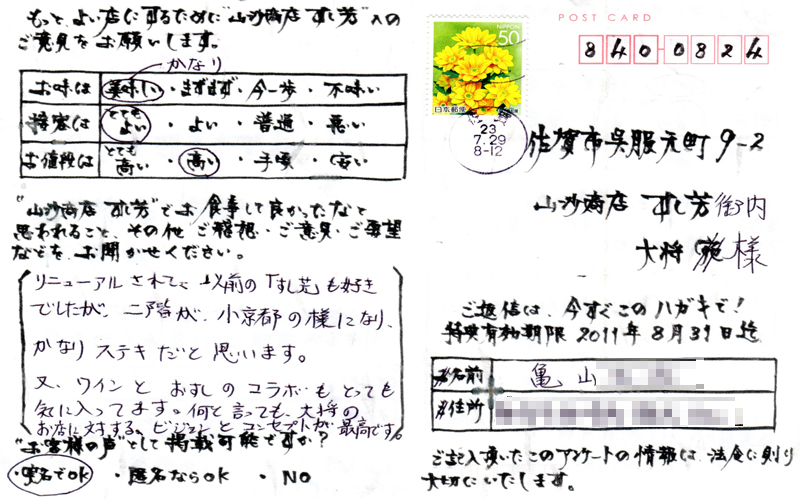 もっと、よい店にするために"山沙商店 すし芳"への
ご意見をお願いします。
かなり
お味は 美味しい・まずまず・今一歩・不味い
接客は とてもよい・よい・普通・悪い
お値段は とても高い・高い・手頃・安い
"山沙商店 すし芳"でお食事して良かったなと
思われること、その他ご感想・ご意見・ご要望
などを、お聞かせください。
リニューアルされて、以前の「すし芳」も好き
でしたが、二階が、小京都の様になり、
かなりステキだと思います。
又、ワインとおすしのコラボもとっても
気に入ってます。何と言っても、大将の
お店に対する、ビジョンとコンセプトが最高です。
"お客様の声"として掲載可能ですか?
・実名でOK ・匿名ならOK ・NO
POST CARD
50
NIPPON
日本郵便
840 0824
23
7.29
8-12
佐賀市呉服元町9-2
山沙商店 すし芳 御内
大将 様
ご返信は、今すぐこのハガキで!
特典有効期限 2011年8月31日迄
お名前 亀山
ご住所
ご記入頂いたこのアンケートの情報は、法令に則り
大切にいたします。